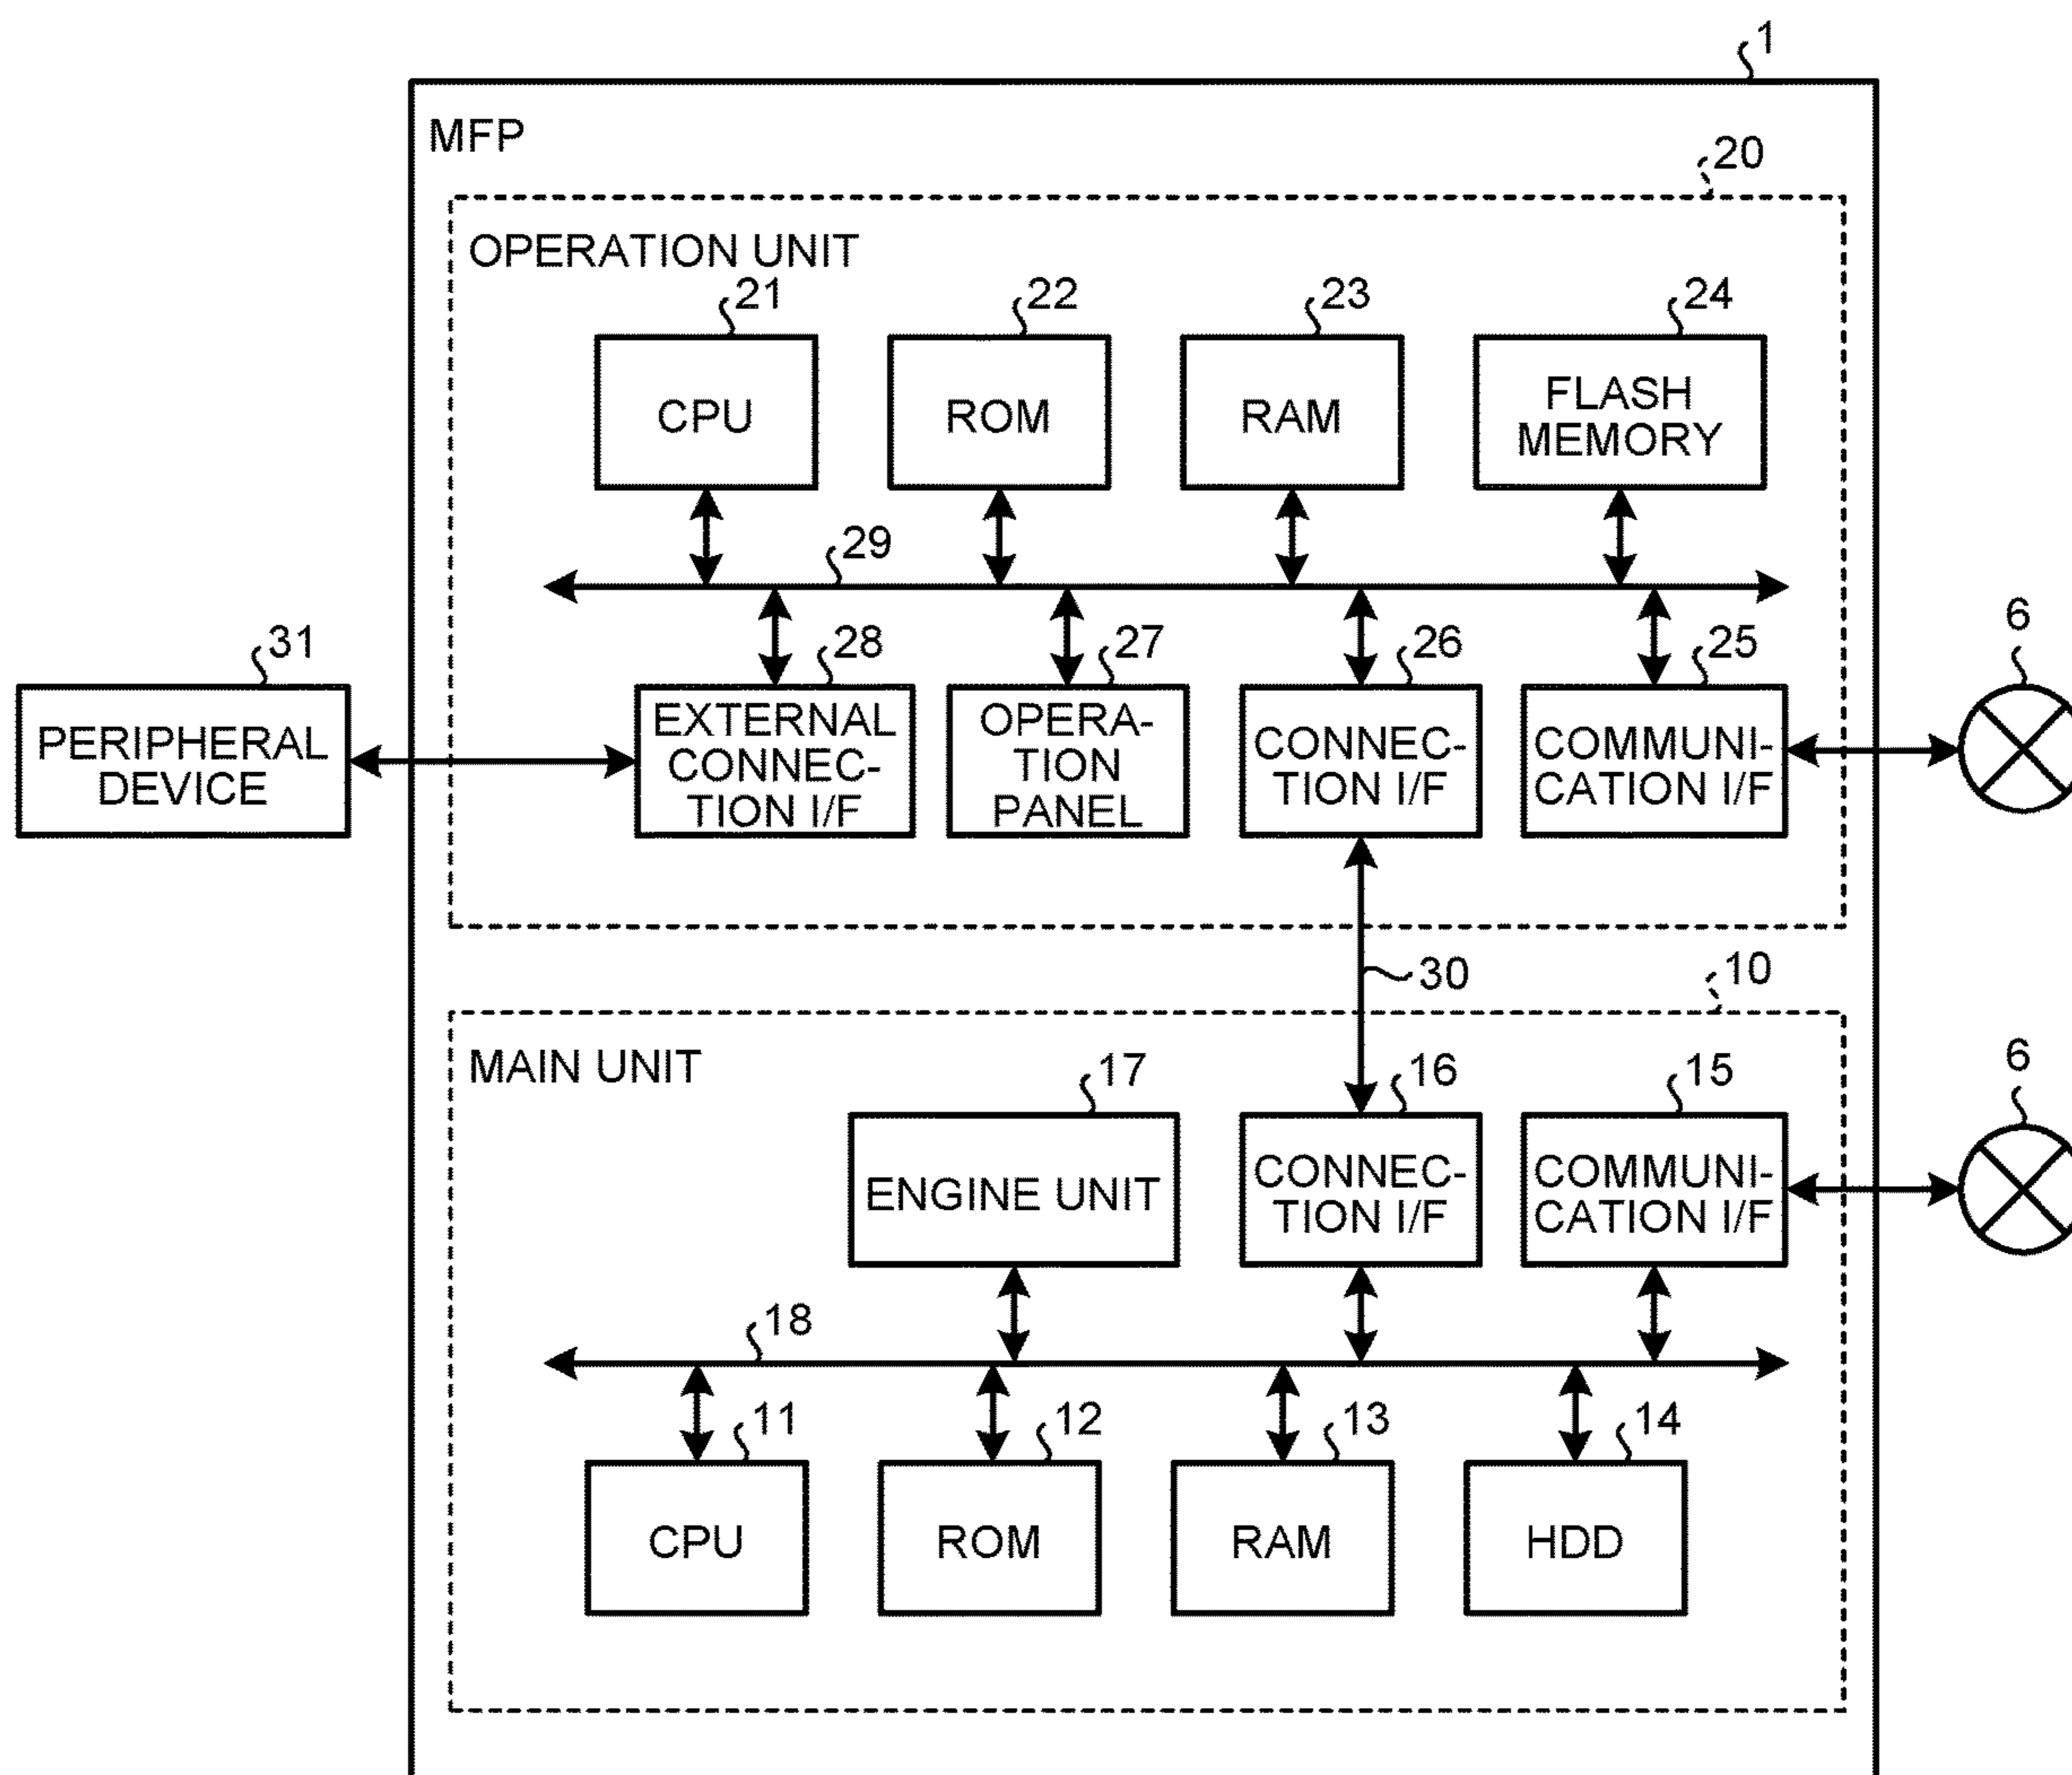 1
MFP
20
OPERATION UNIT
21
22
23
24
CPU
ROM
RAM
FLASH
MEMORY
29
31
28
27
26
25
6
PERIPHERAL
DEVICE
EXTERNAL
CONNEC-
TION I/F
OPERA-
TION
PANEL
CONNEC-
TION I/F
COMMUNI-
CATION I/F
30
10
MAIN UNIT
17
16
15
6
ENGINE UNIT
CONNEC-
TION I/F
COMMUNI-
CATION I/F
18
11
12
13
14
CPU
ROM
RAM
HDD